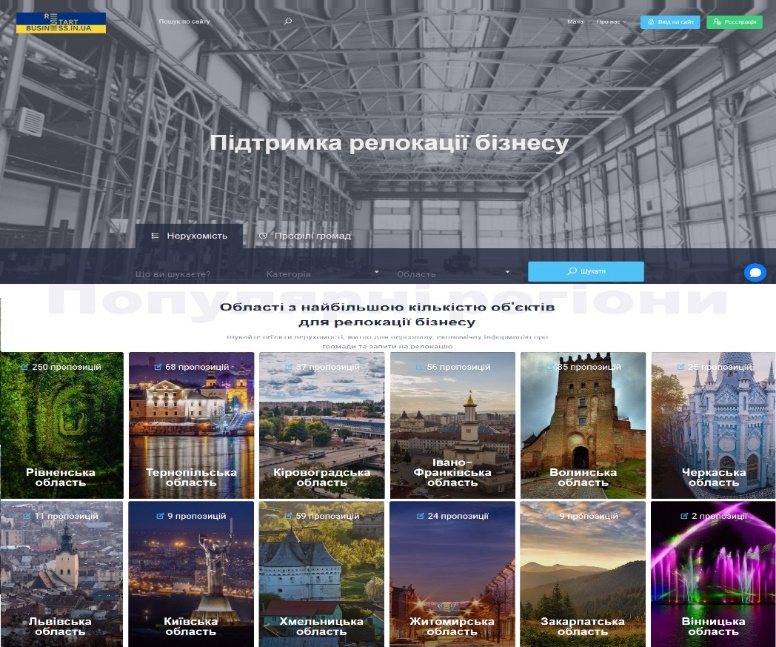 RE
START
BUSINESS.IN.UA
Пошук по сайту
Мапа
Про нас
Вхід на сайт
Реєстрація
Підтримка релокації бізнесу
Нерухомість
Профілі громад
Що ви шукаєте?
Категорія
Область
Шукати
Популярні регіони
Області з найбільшою кількістю об'єктів
для релокації бізнесу
Шукайте об'єкти нерухомості, житло для персоналу, економічну інформацію про
громади та запити на релокацію
250 пропозицій
68 пропозицій
37 пропозицій
56 пропозицій
35 пропозицій
25 пропозицій
Рівненська
область
Тернопільська
область
Кіровоградська
область
Івано-
Франківська
область
Волинська
область
Черкаська
область
11 пропозицій
9 пропозицій
59 пропозицій
24 пропозиції
9 пропозицій
2 пропозиції
Львівська
область
Київська
область
Хмельницька
область
Житомирська
область
Закарпатська
область
Вінницька
область